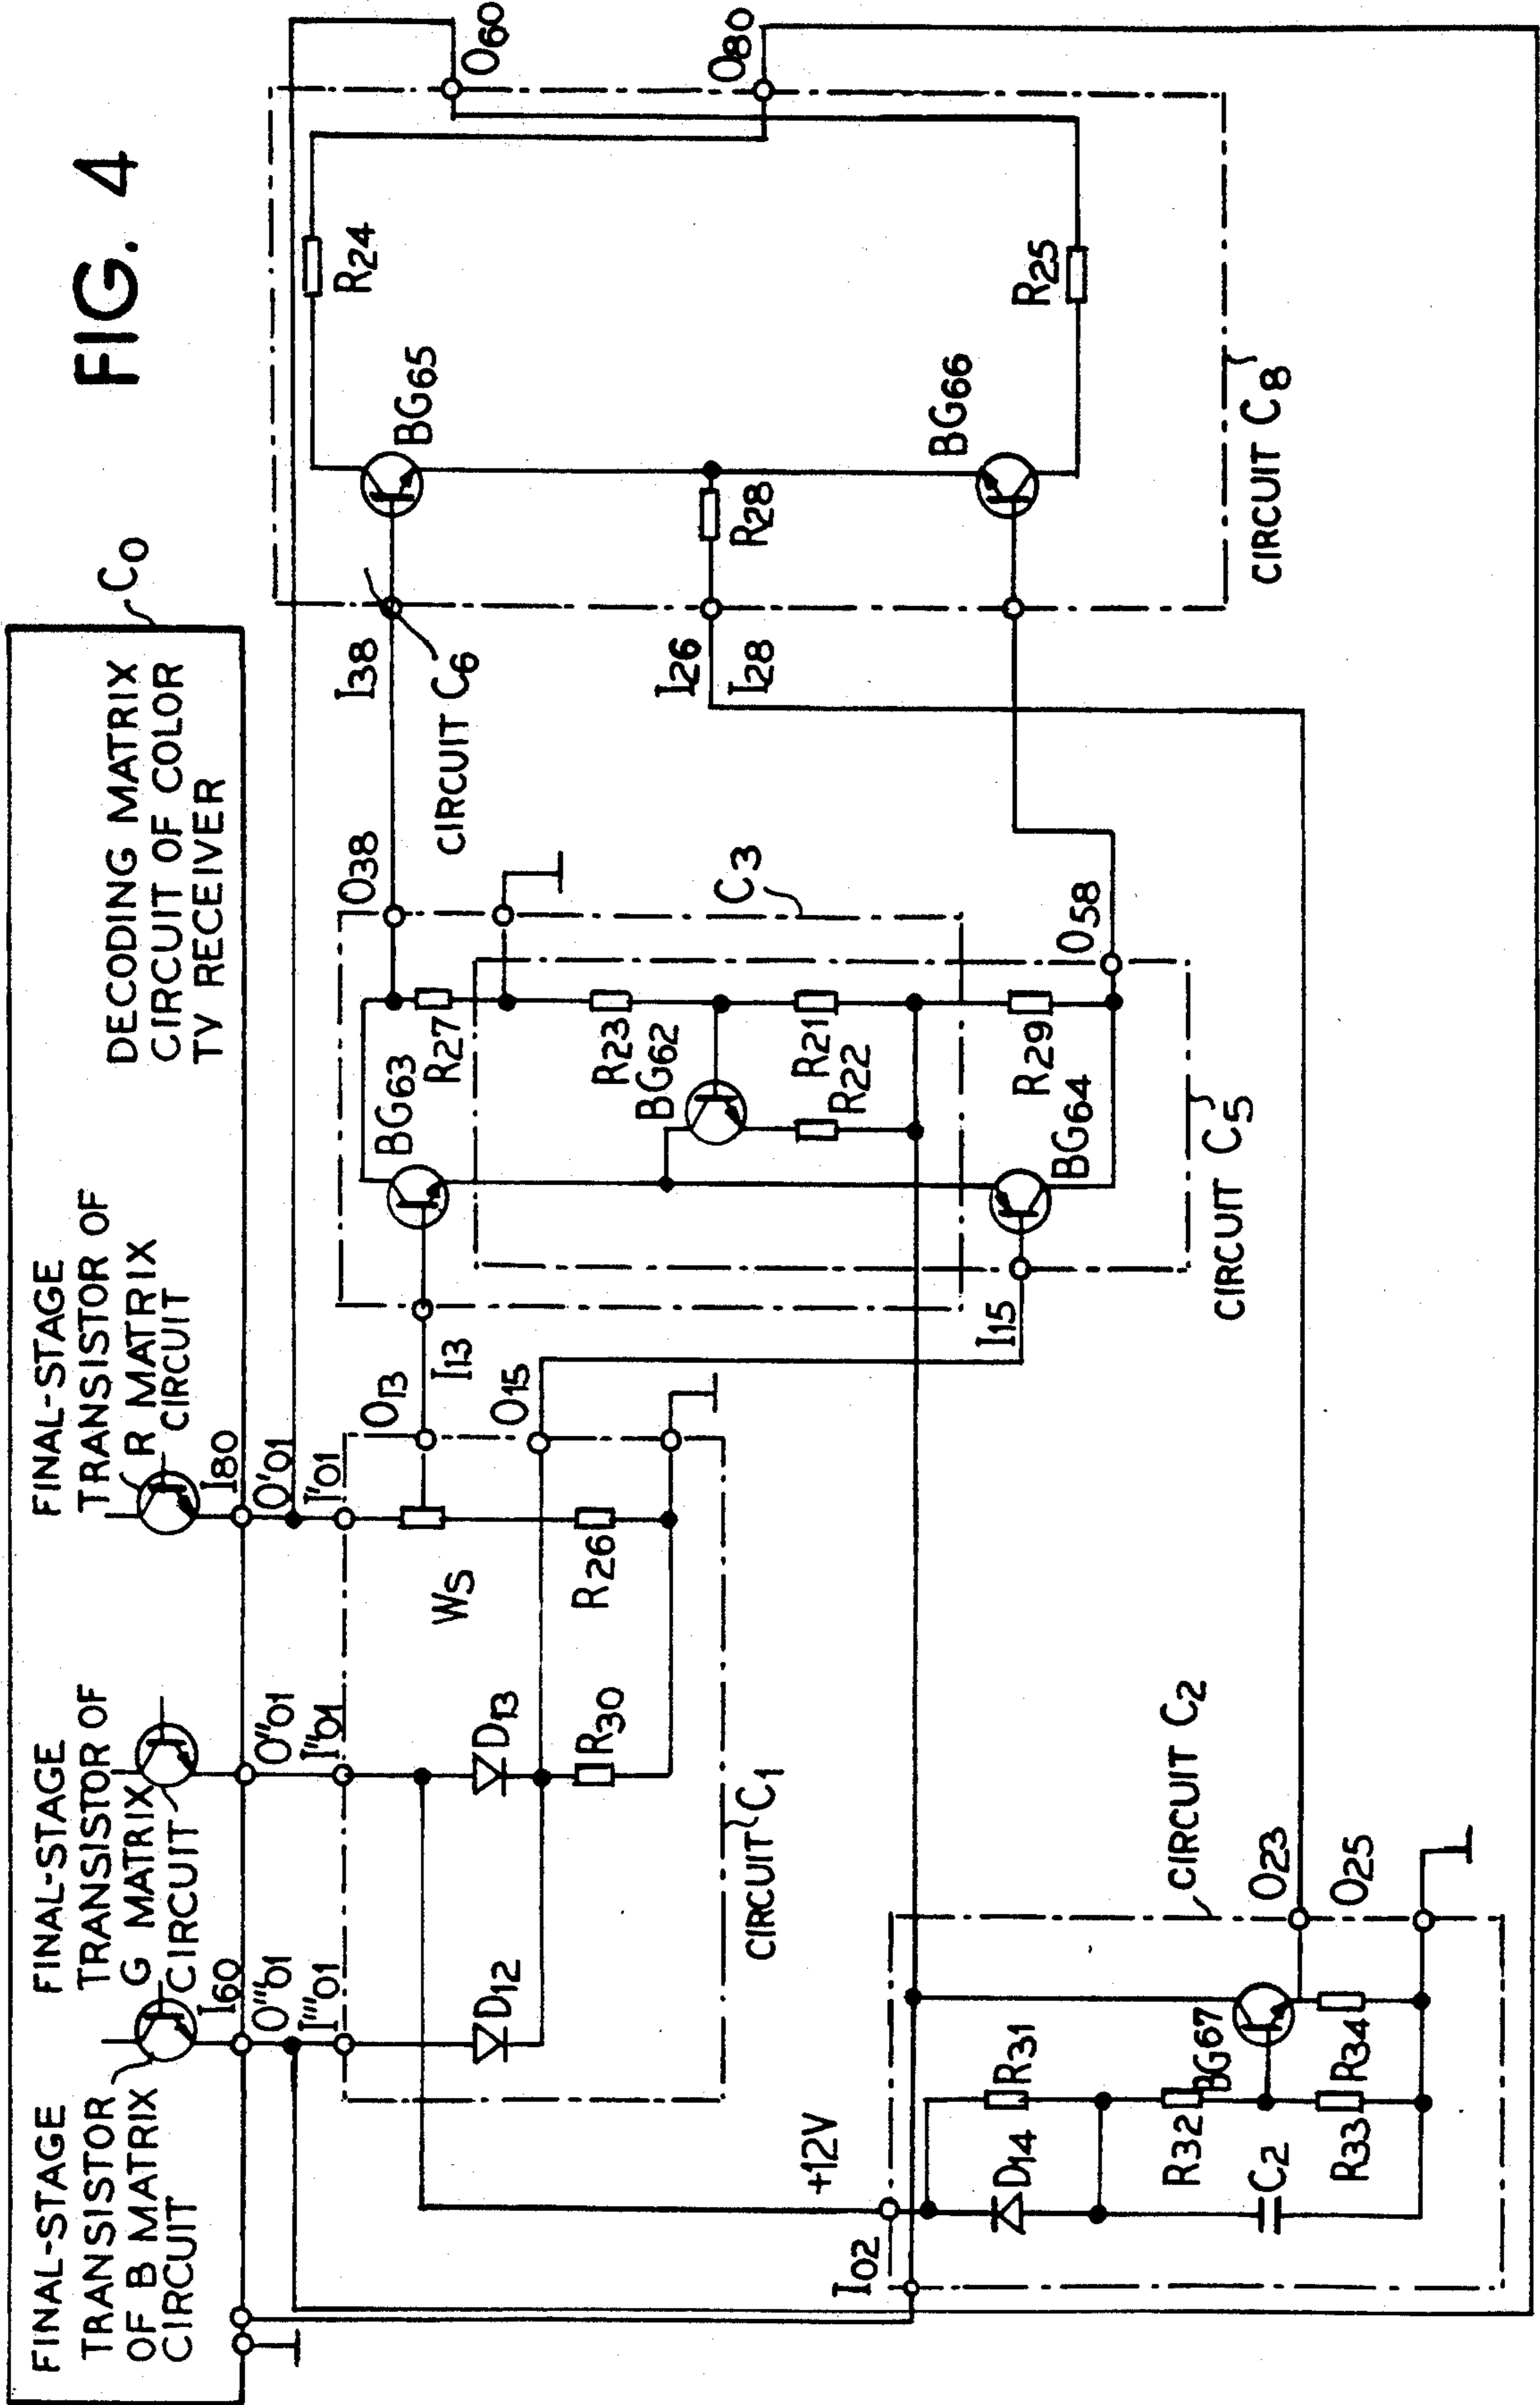 FIG. 4
FINAL-STAGE
TRANSISTOR
OF B MATRIX
CIRCUIT
FINAL-STAGE
TRANSISTOR OF
G MATRIX
CIRCUIT
FINAL-STAGE
TRANSISTOR OF
R MATRIX
CIRCUIT
DECODING MATRIX
CIRCUIT OF COLOR
TV RECEIVER
C0
I60
O'''01
I'''01
O''01
I''01
I80
O'01
I'01
D12
D13
R30
WS
R26
O13
O15
CIRCUIT C1
I13
I15
BG63
R27
R23
BG62
R21
R22
R29
BG64
O38
C3
O58
CIRCUIT C5
I38
CIRCUIT C6
I26
I28
BG65
R24
R28
BG66
R25
O60
O80
CIRCUIT C8
+12V
I02
D14
R31
R32
BG67
C2
R33
R34
O23
O25
CIRCUIT C2